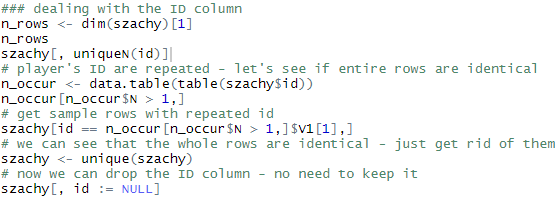 ### dealing with the ID column
n_rows <- dim(szachy)[1]
n_rows
szachy[, uniqueN(id)]
# player's ID are repeated - let's see if entire rows are identical
n_occur <- data.table(table(szachy$id))
n_occur[n_occur$N > 1,]
# get sample rows with repeated id
szachy[id == n_occur[n_occur$N > 1,]$V1[1],]
# we can see that the whole rows are identical - just get rid of them
szachy <- unique(szachy)
# now we can drop the ID column - no need to keep it
szachy[, id := NULL]